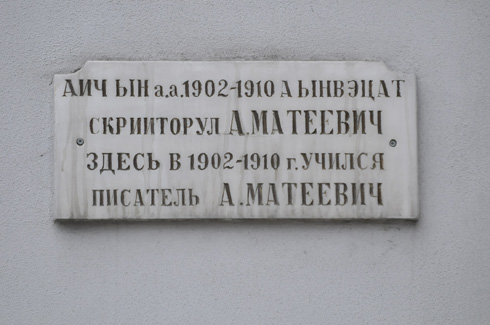 АИЧ ЫН а.а.1902-1910 А ЫНВЭЦАТ
СКРИИТОРУЛ А.МАТЕЕВИЧ
ЗДЕСЬ В 1902-1910 г. УЧИЛСЯ
ПИСАТЕЛЬ А.МАТЕЕВИЧ